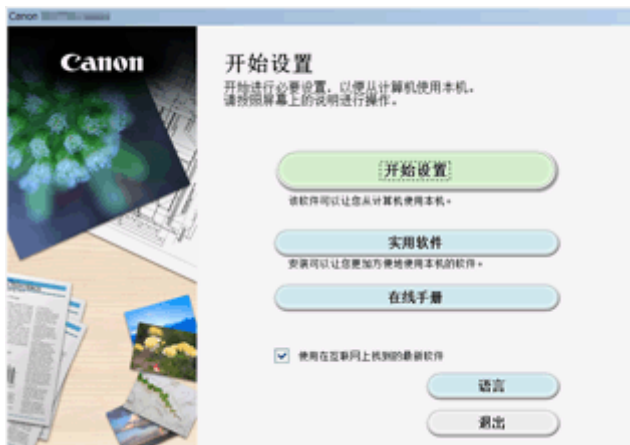 Canon
Canon
开始设置
开始进行必要设置，以便从计算机使用本机。
请按照屏幕上的说明进行操作。
开始设置
该软件可以让您从计算机使用本机。
实用软件
安装可以让您更加方便地使用本机的软件。
在线手册
使用在互联网上找到的最新软件
语言
退出